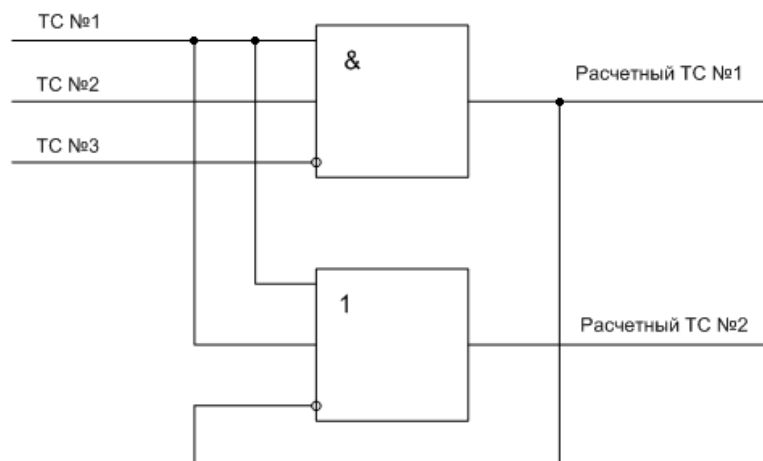 ТС №1
&
Расчетный ТС №1
ТС №2
ТС №3
1
Расчетный ТС №2